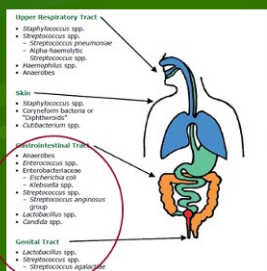 Upper Respiratory Tract
• Staphylococcus spp.
• Streptococcus spp.
– Streptococcus pneumoniae
– Alpha-haemolytic
Streptococcus spp.
• Haemophilus spp.
• Anaerobes
Skin
• Staphylococcus spp.
• Coryneform bacteria or
"Diphtheroids"
• Cutibacterium spp.
Gastrointestinal Tract
• Anaerobes
• Enterococcus spp.
• Enterobacteriaceae
– Escherichia coli
– Klebsiella spp.
• Streptococcus spp.
– Streptococcus anginosus
group
• Lactobacillus spp.
• Candida spp.
Genital Tract
• Lactobacillus spp.
• Streptococcus spp.
– Streptococcus agalactiae